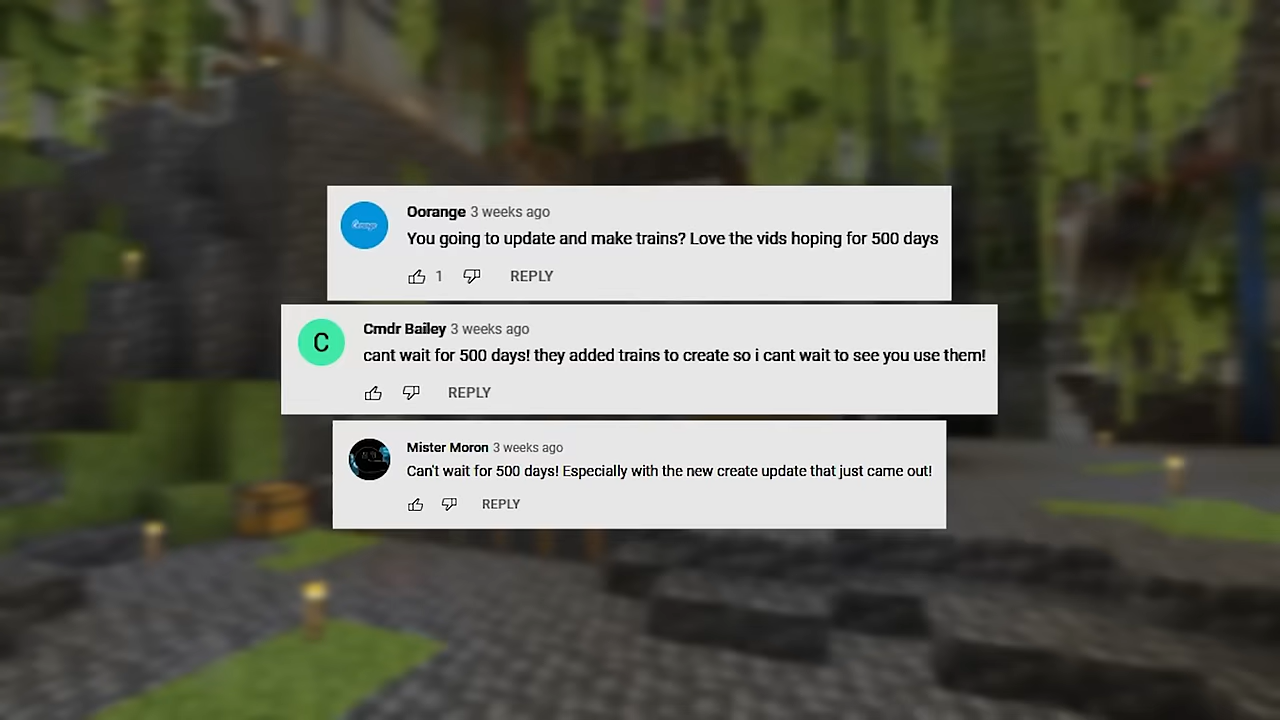 Oorange 3 weeks ago
You going to update and make trains? Love the vids hoping for 500 days
1 REPLY
C
Cmdr Bailey 3 weeks ago
cant wait for 500 days! they added trains to create so i cant wait to see you use them!
REPLY
Mister Moron 3 weeks ago
Can't wait for 500 days! Especially with the new create update that just came out!
REPLY